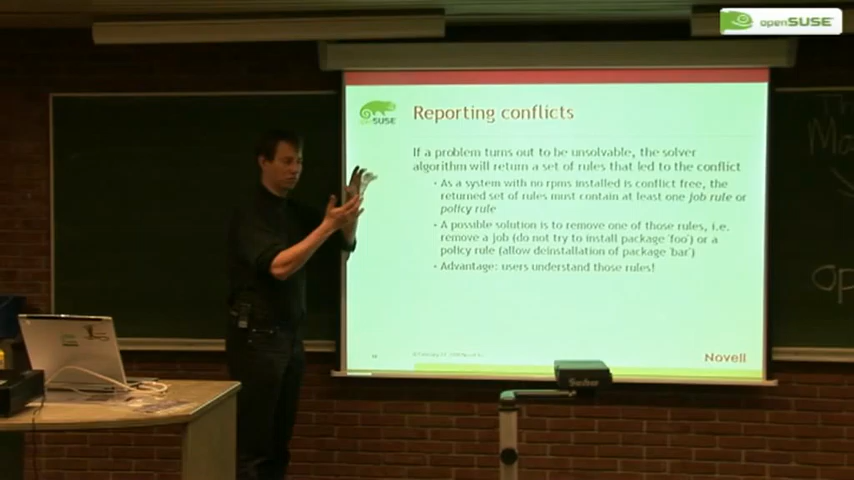 openSUSE
openSUSE
Reporting conflicts
If a problem turns out to be unsolvable, the solver
algorithm will return a set of rules that led to the conflict
• As a system with no rpms installed is conflict free, the
returned set of rules must contain at least one job rule or
policy rule
• A possible solution is to remove one of those rules, i.e.
remove a job (do not try to install package 'foo') or a
policy rule (allow deinstallation of package 'bar')
• Advantage: users understand those rules!
Novell